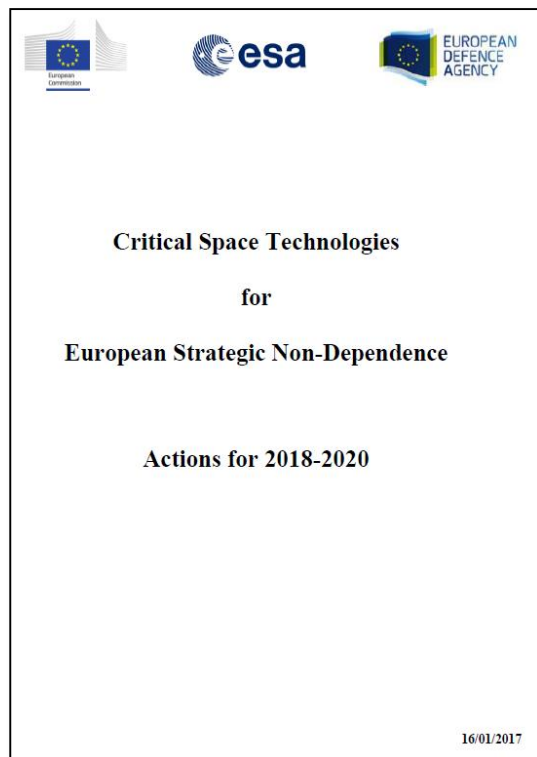 European
Commission
esa
EUROPEAN
DEFENCE
AGENCY
Critical Space Technologies
for
European Strategic Non-Dependence
Actions for 2018-2020
16/01/2017